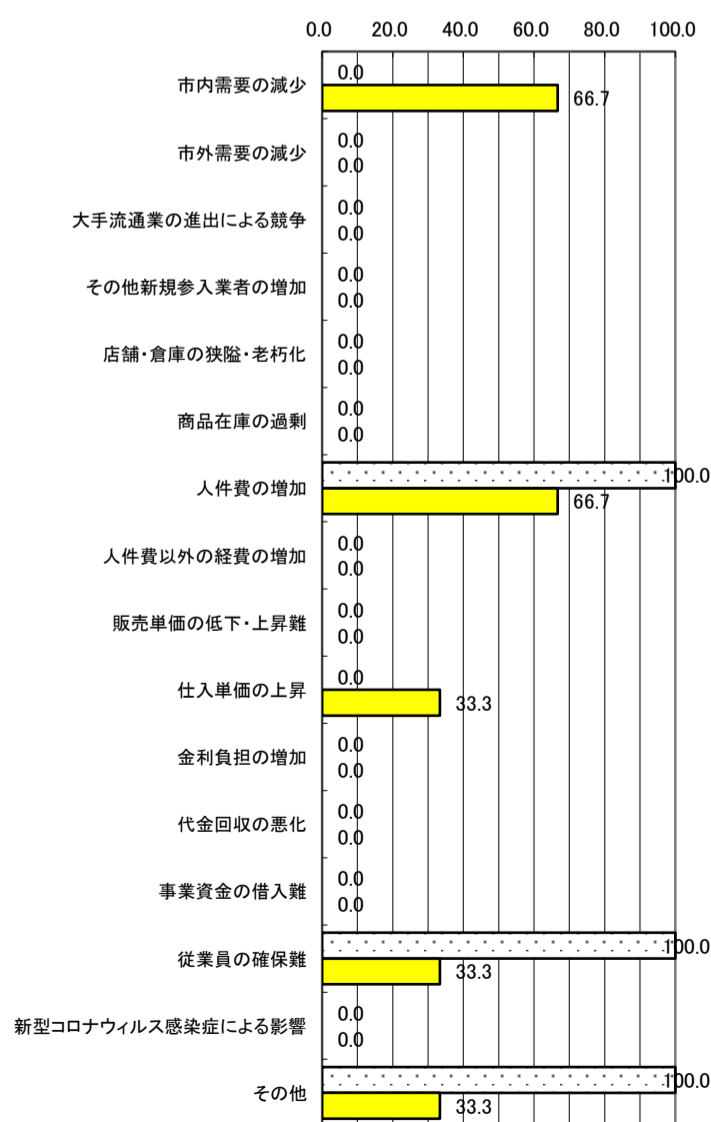 0.0 20.0 40.0 60.0 80.0 100.0
市内需要の減少 0.0
66.7
市外需要の減少 0.0
0.0
大手流通業の進出による競争 0.0
0.0
その他新規参入業者の増加 0.0
0.0
店舗・倉庫の狭隘・老朽化 0.0
0.0
商品在庫の過剰 0.0
0.0
人件費の増加 100.0
66.7
人件費以外の経費の増加 0.0
0.0
販売単価の低下・上昇難 0.0
0.0
仕入単価の上昇 0.0
33.3
金利負担の増加 0.0
0.0
代金回収の悪化 0.0
0.0
事業資金の借入難 0.0
0.0
従業員の確保難 100.0
33.3
新型コロナウィルス感染症による影響 0.0
0.0
その他 100.0
33.3